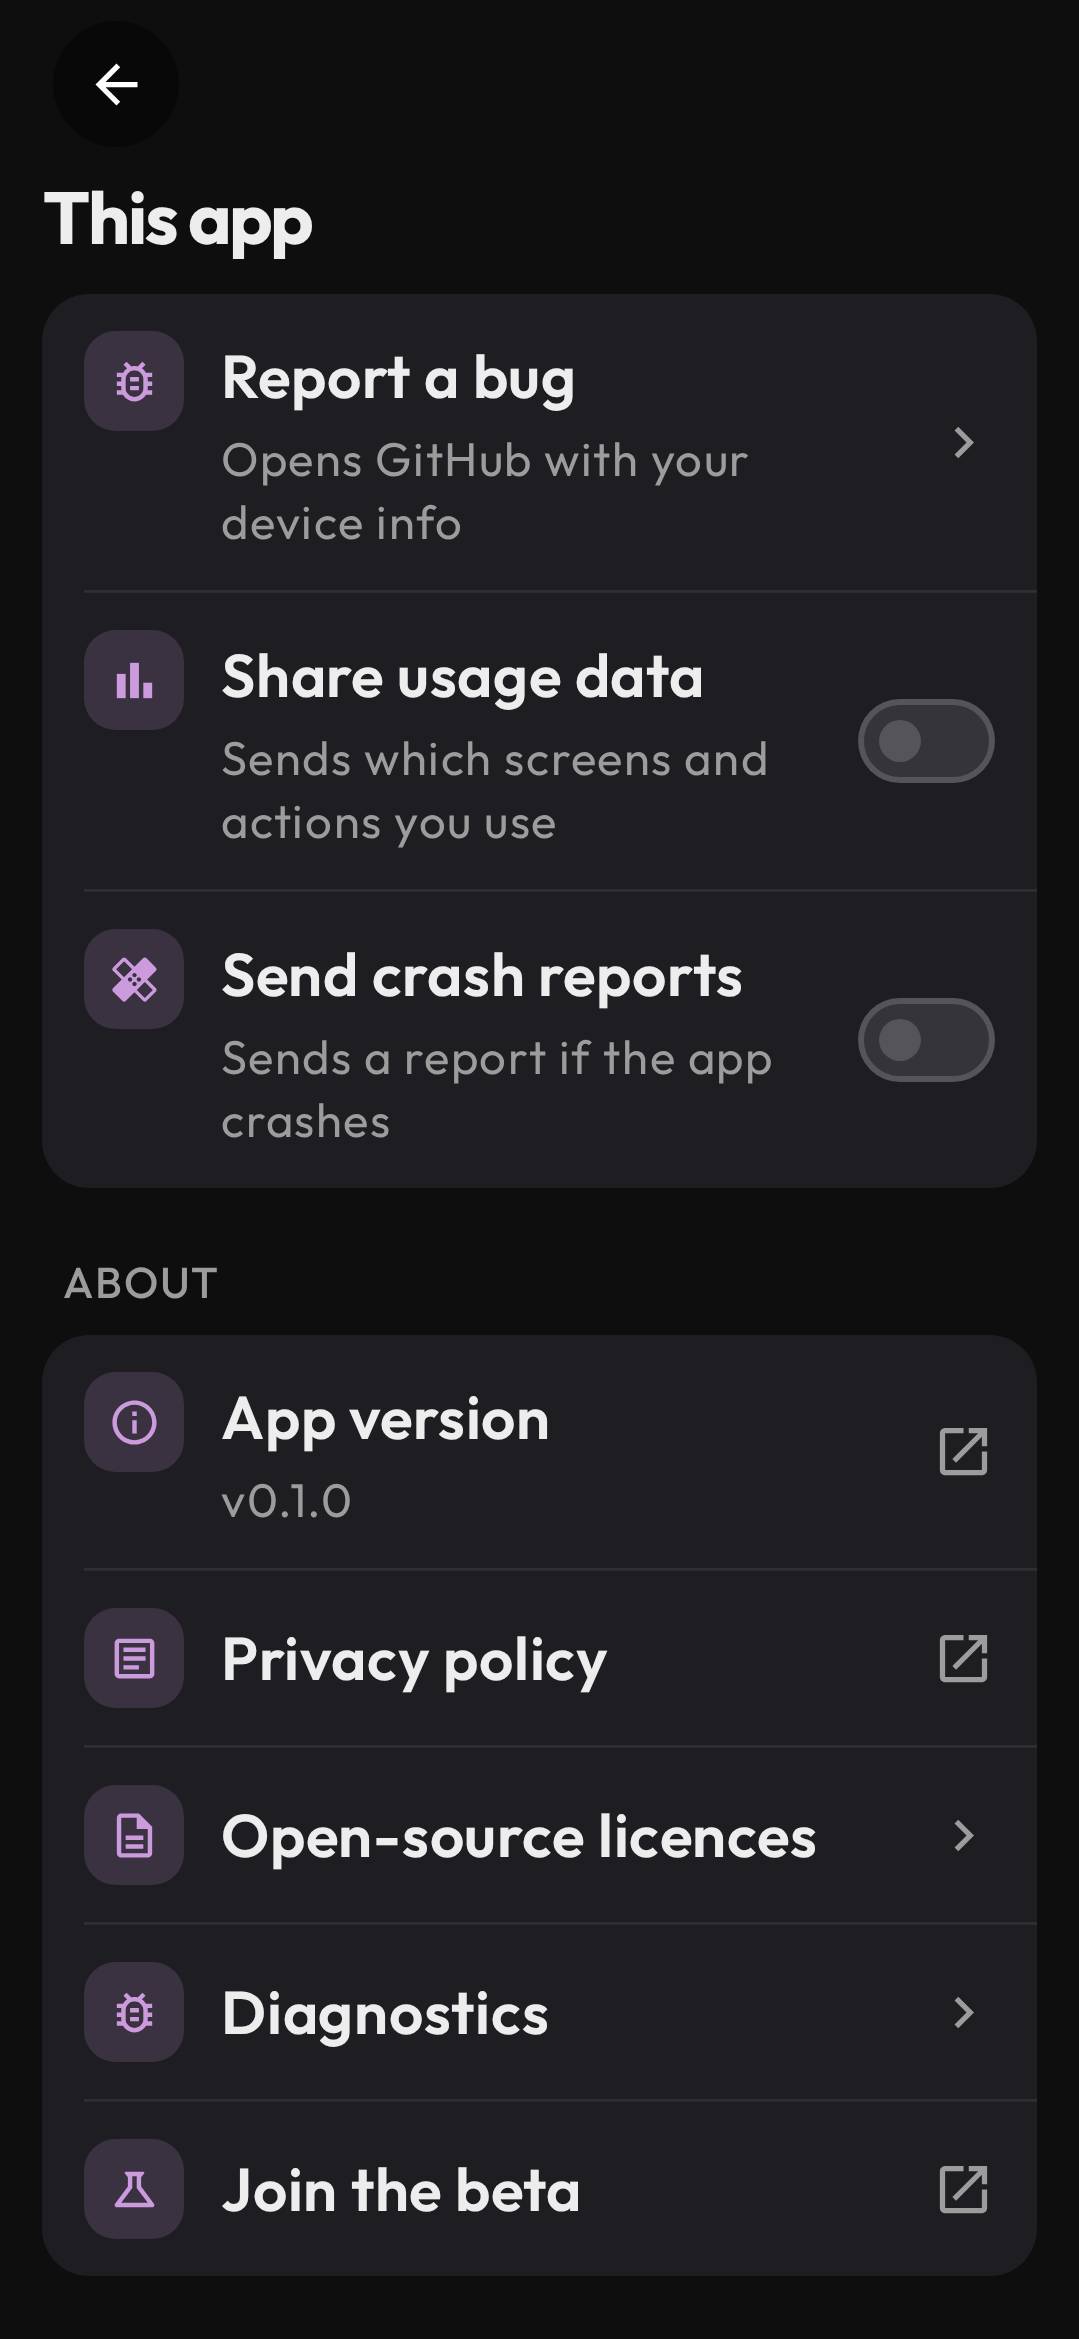 This app
Report a bug
Opens GitHub with your
device info
Share usage data
Sends which screens and
actions you use
Send crash reports
Sends a report if the app
crashes
ABOUT
App version
v0.1.0
Privacy policy
Open-source licences
Diagnostics
Join the beta